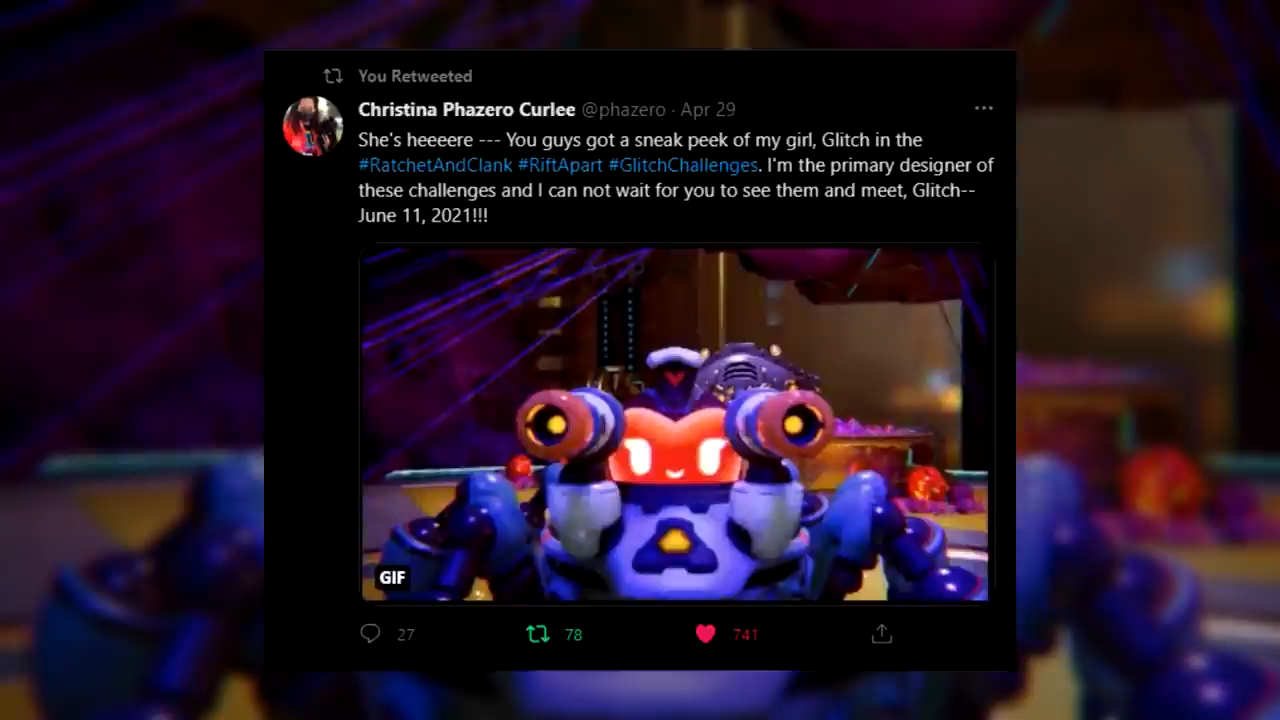 You Retweeted
Christina Phazero Curlee @phazero · Apr 29
She's heeeere --- You guys got a sneak peek of my girl, Glitch in the
#RatchetAndClank #RiftApart #GlitchChallenges. I'm the primary designer of
these challenges and I can not wait for you to see them and meet, Glitch--
June 11, 2021!!!
GIF
27 78 741